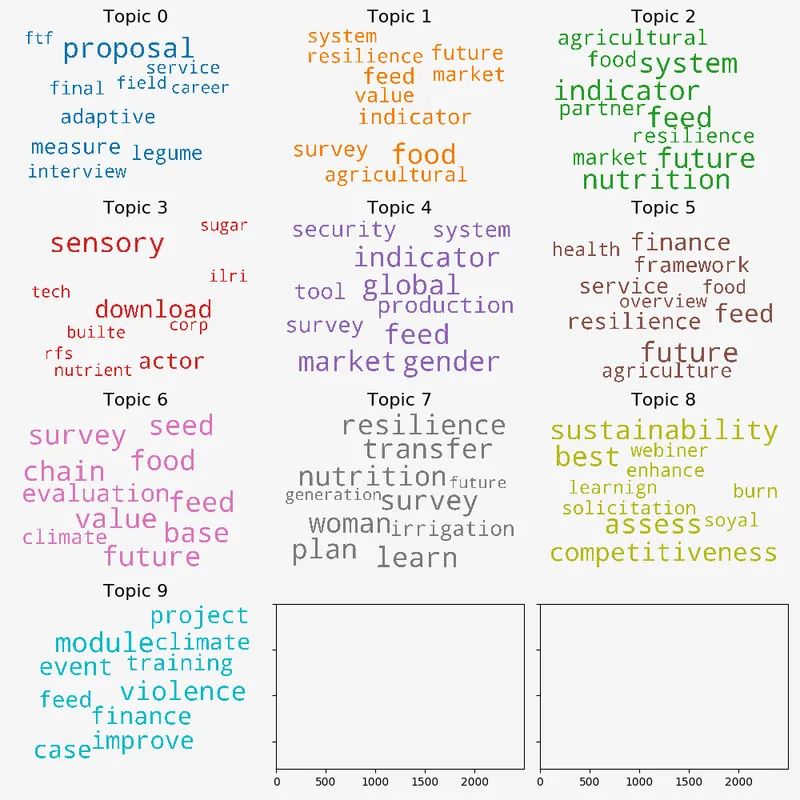 Topic 0
ftf
proposal
service
final field career
adaptive
measure legume
interview
Topic 1
system
resilience future
feed market
value
indicator
survey food
agricultural
Topic 2
agricultural
food system
indicator
partner feed
resilience
market future
nutrition
Topic 3
sugar
sensory
ilri
tech
download
builte corp
rfs
nutrient actor
Topic 4
security system
indicator
tool global
production
survey feed
market gender
Topic 5
health finance
framework
service food
overview
resilience feed
future
agriculture
Topic 6
survey seed
chain food
evaluation feed
value base
climate
future
Topic 7
resilience
transfer
nutrition future
generation survey
woman irrigation
plan learn
Topic 8
sustainability
best webiner
enhance
learnign burn
solicitation
assess soyal
competitiveness
Topic 9
project
module climate
event training
feed violence
finance
case improve
0 500 1000 1500 2000
0 500 1000 1500 2000